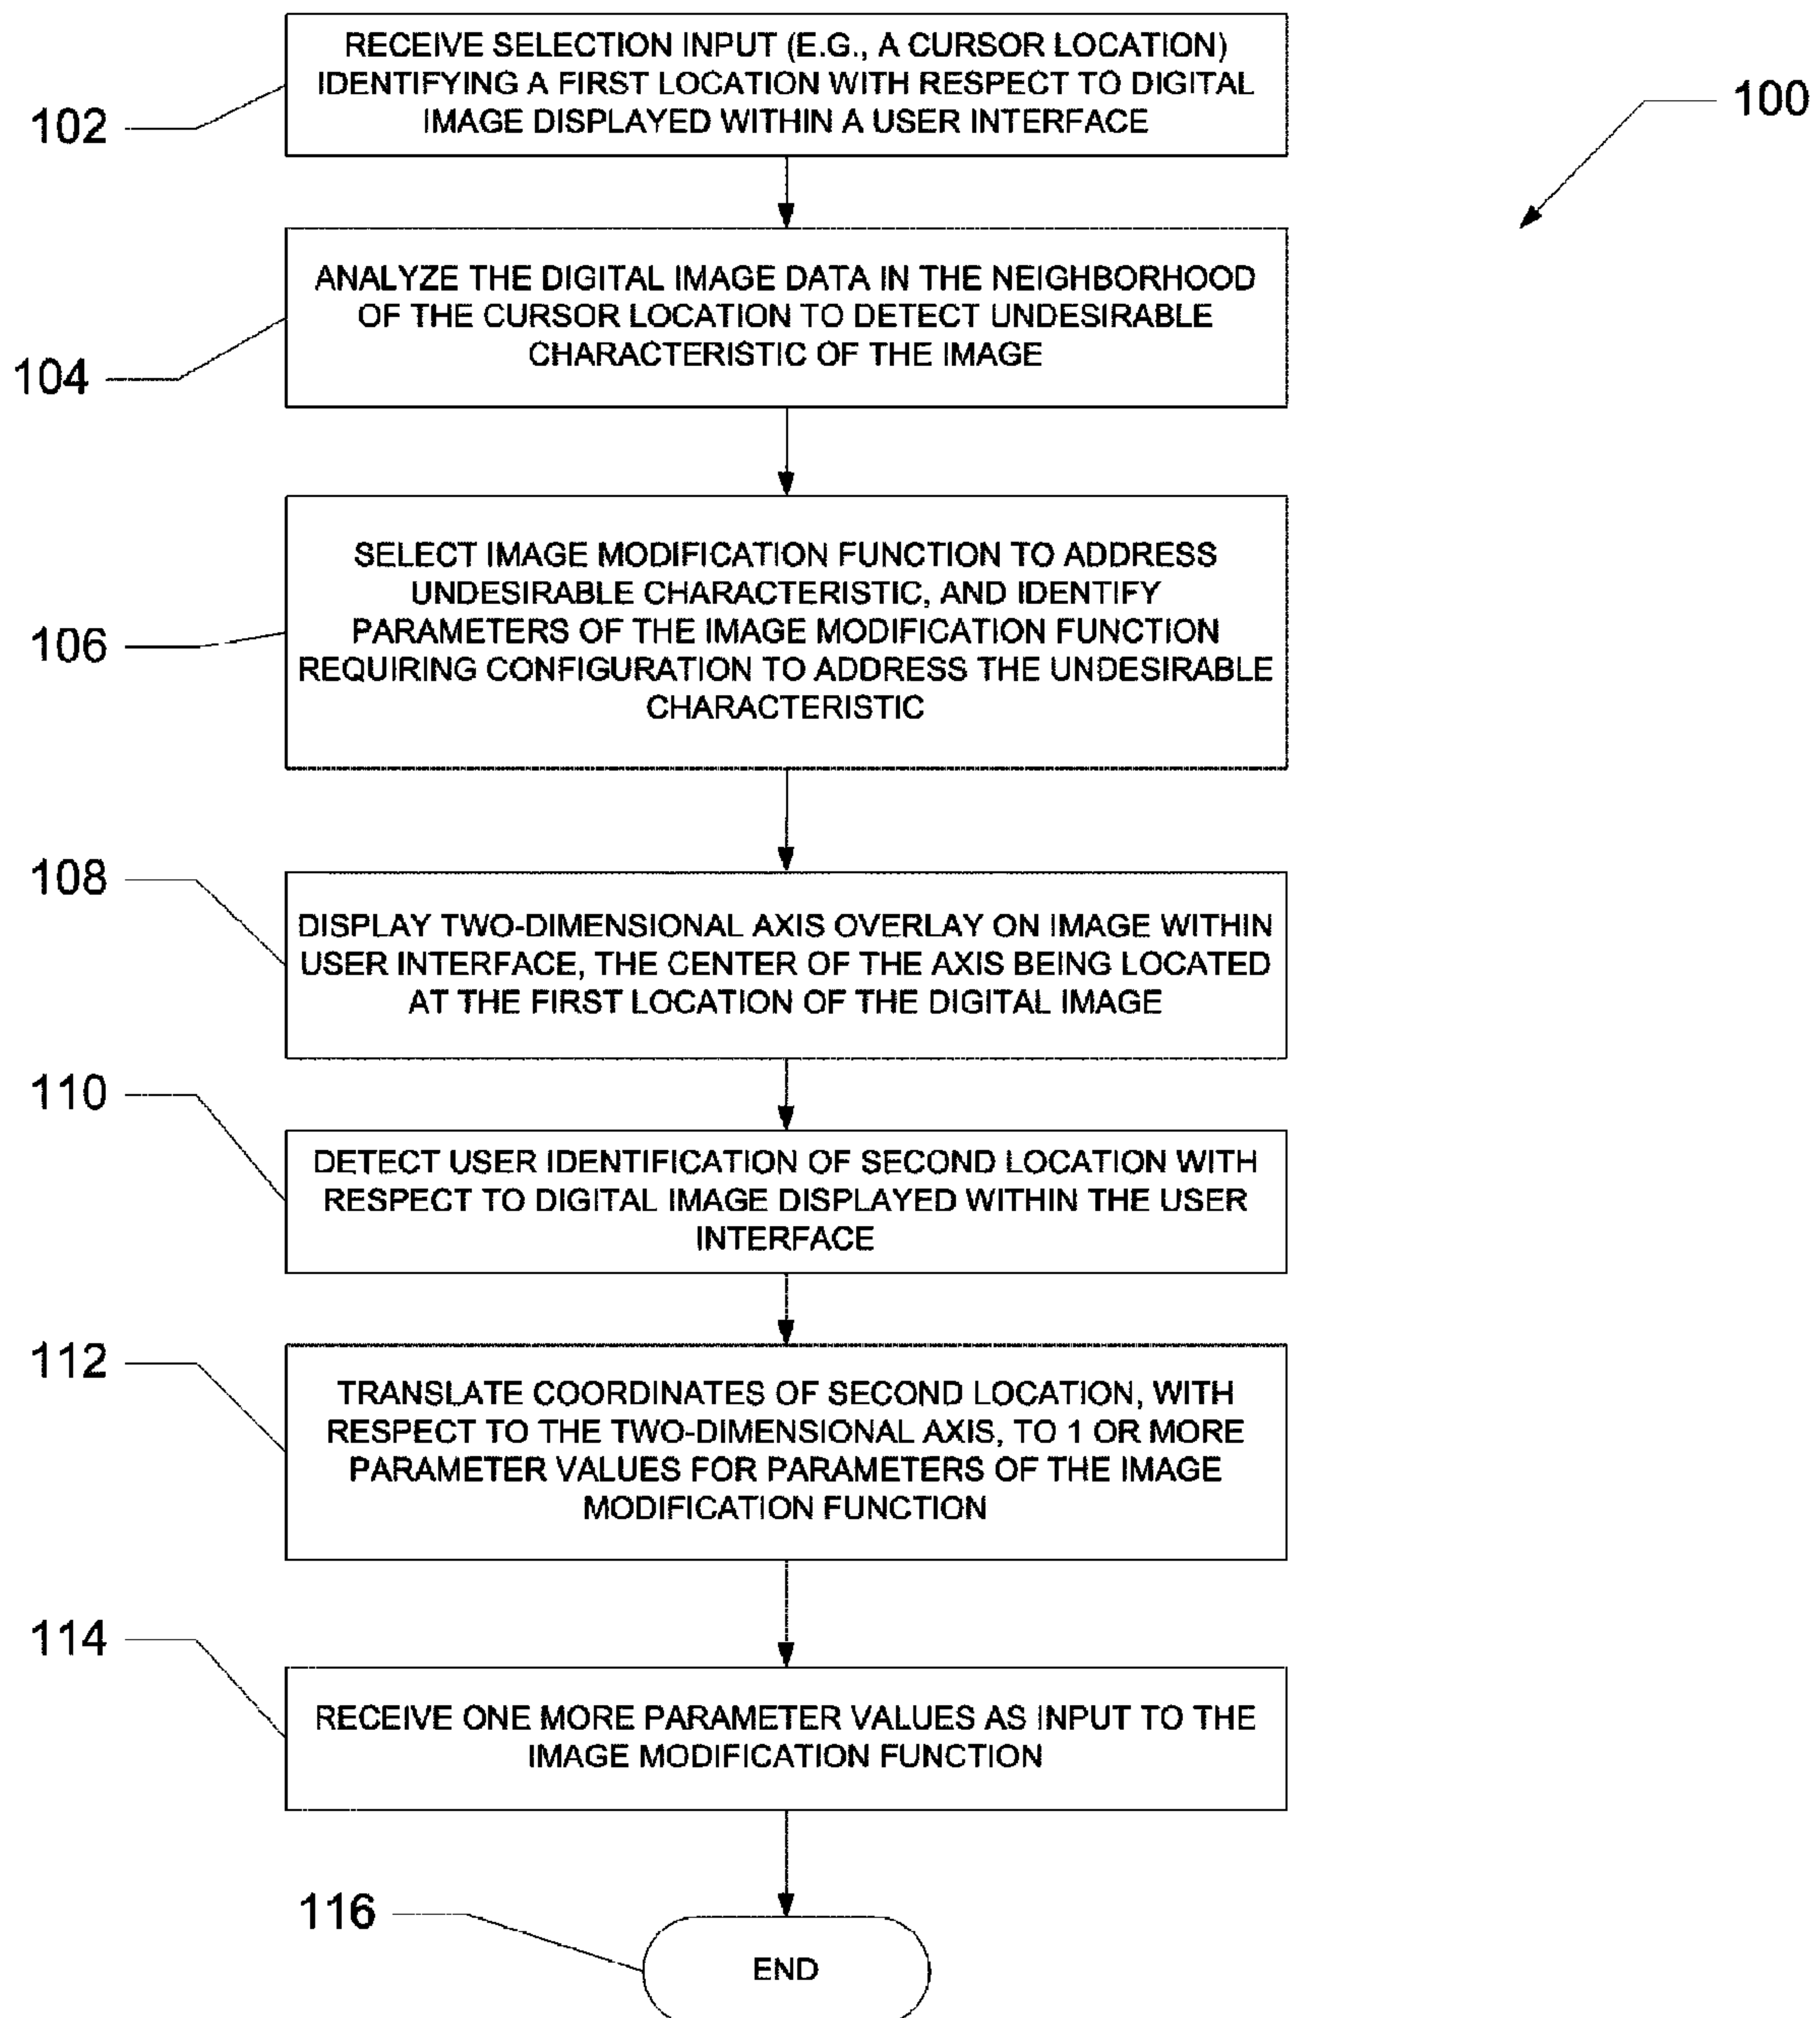 RECEIVE SELECTION INPUT (E.G., A CURSOR LOCATION)
IDENTIFYING A FIRST LOCATION WITH RESPECT TO DIGITAL
IMAGE DISPLAYED WITHIN A USER INTERFACE
102
100
ANALYZE THE DIGITAL IMAGE DATA IN THE NEIGHBORHOOD
OF THE CURSOR LOCATION TO DETECT UNDESIRABLE
CHARACTERISTIC OF THE IMAGE
104
SELECT IMAGE MODIFICATION FUNCTION TO ADDRESS
UNDESIRABLE CHARACTERISTIC, AND IDENTIFY
PARAMETERS OF THE IMAGE MODIFICATION FUNCTION
REQUIRING CONFIGURATION TO ADDRESS THE UNDESIRABLE
CHARACTERISTIC
106
108
DISPLAY TWO-DIMENSIONAL AXIS OVERLAY ON IMAGE WITHIN
USER INTERFACE, THE CENTER OF THE AXIS BEING LOCATED
AT THE FIRST LOCATION OF THE DIGITAL IMAGE
110
DETECT USER IDENTIFICATION OF SECOND LOCATION WITH
RESPECT TO DIGITAL IMAGE DISPLAYED WITHIN THE USER
INTERFACE
112
TRANSLATE COORDINATES OF SECOND LOCATION, WITH
RESPECT TO THE TWO-DIMENSIONAL AXIS, TO 1 OR MORE
PARAMETER VALUES FOR PARAMETERS OF THE IMAGE
MODIFICATION FUNCTION
114
RECEIVE ONE MORE PARAMETER VALUES AS INPUT TO THE
IMAGE MODIFICATION FUNCTION
116
END